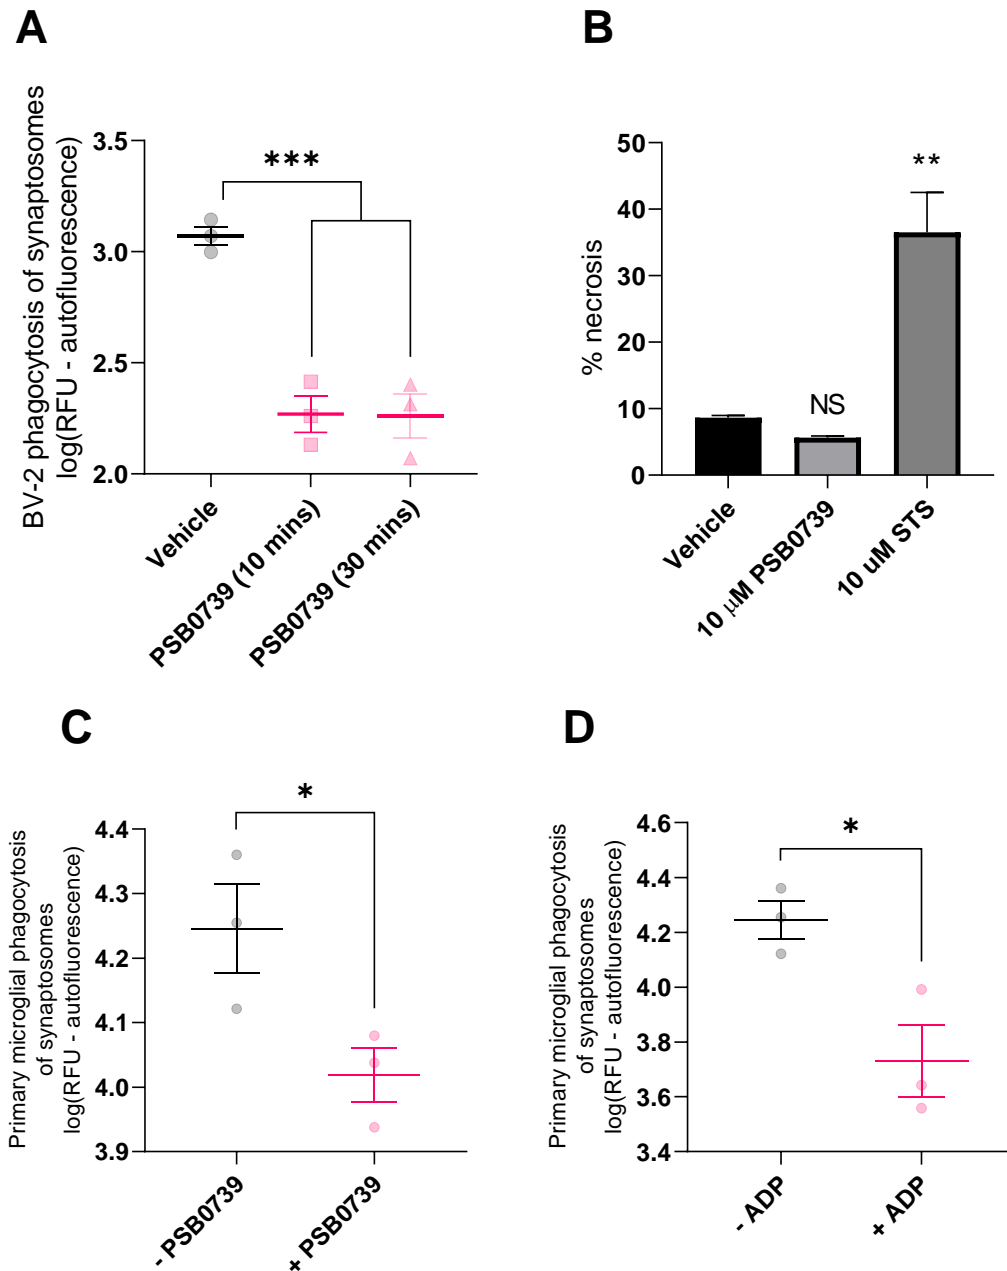 A
BV-2 phagocytosis of synaptosomes
log(RFU - autofluorescence)
3.5
3.0
2.5
2.0
***
Vehicle
PSB0739 (10 mins)
PSB0739 (30 mins)
B
% necrosis
50
40
30
20
10
0
NS
**
Vehicle
10 μM PSB0739
10 uM STS
C
Primary microglial phagocytosis
of synaptosomes
log(RFU - autofluorescence)
4.4
4.3
4.2
4.1
4.0
3.9
*
- PSB0739
+ PSB0739
D
Primary microglial phagocytosis
of synaptosomes
log(RFU - autofluorescence)
4.6
4.4
4.2
4.0
3.8
3.6
3.4
*
- ADP
+ ADP